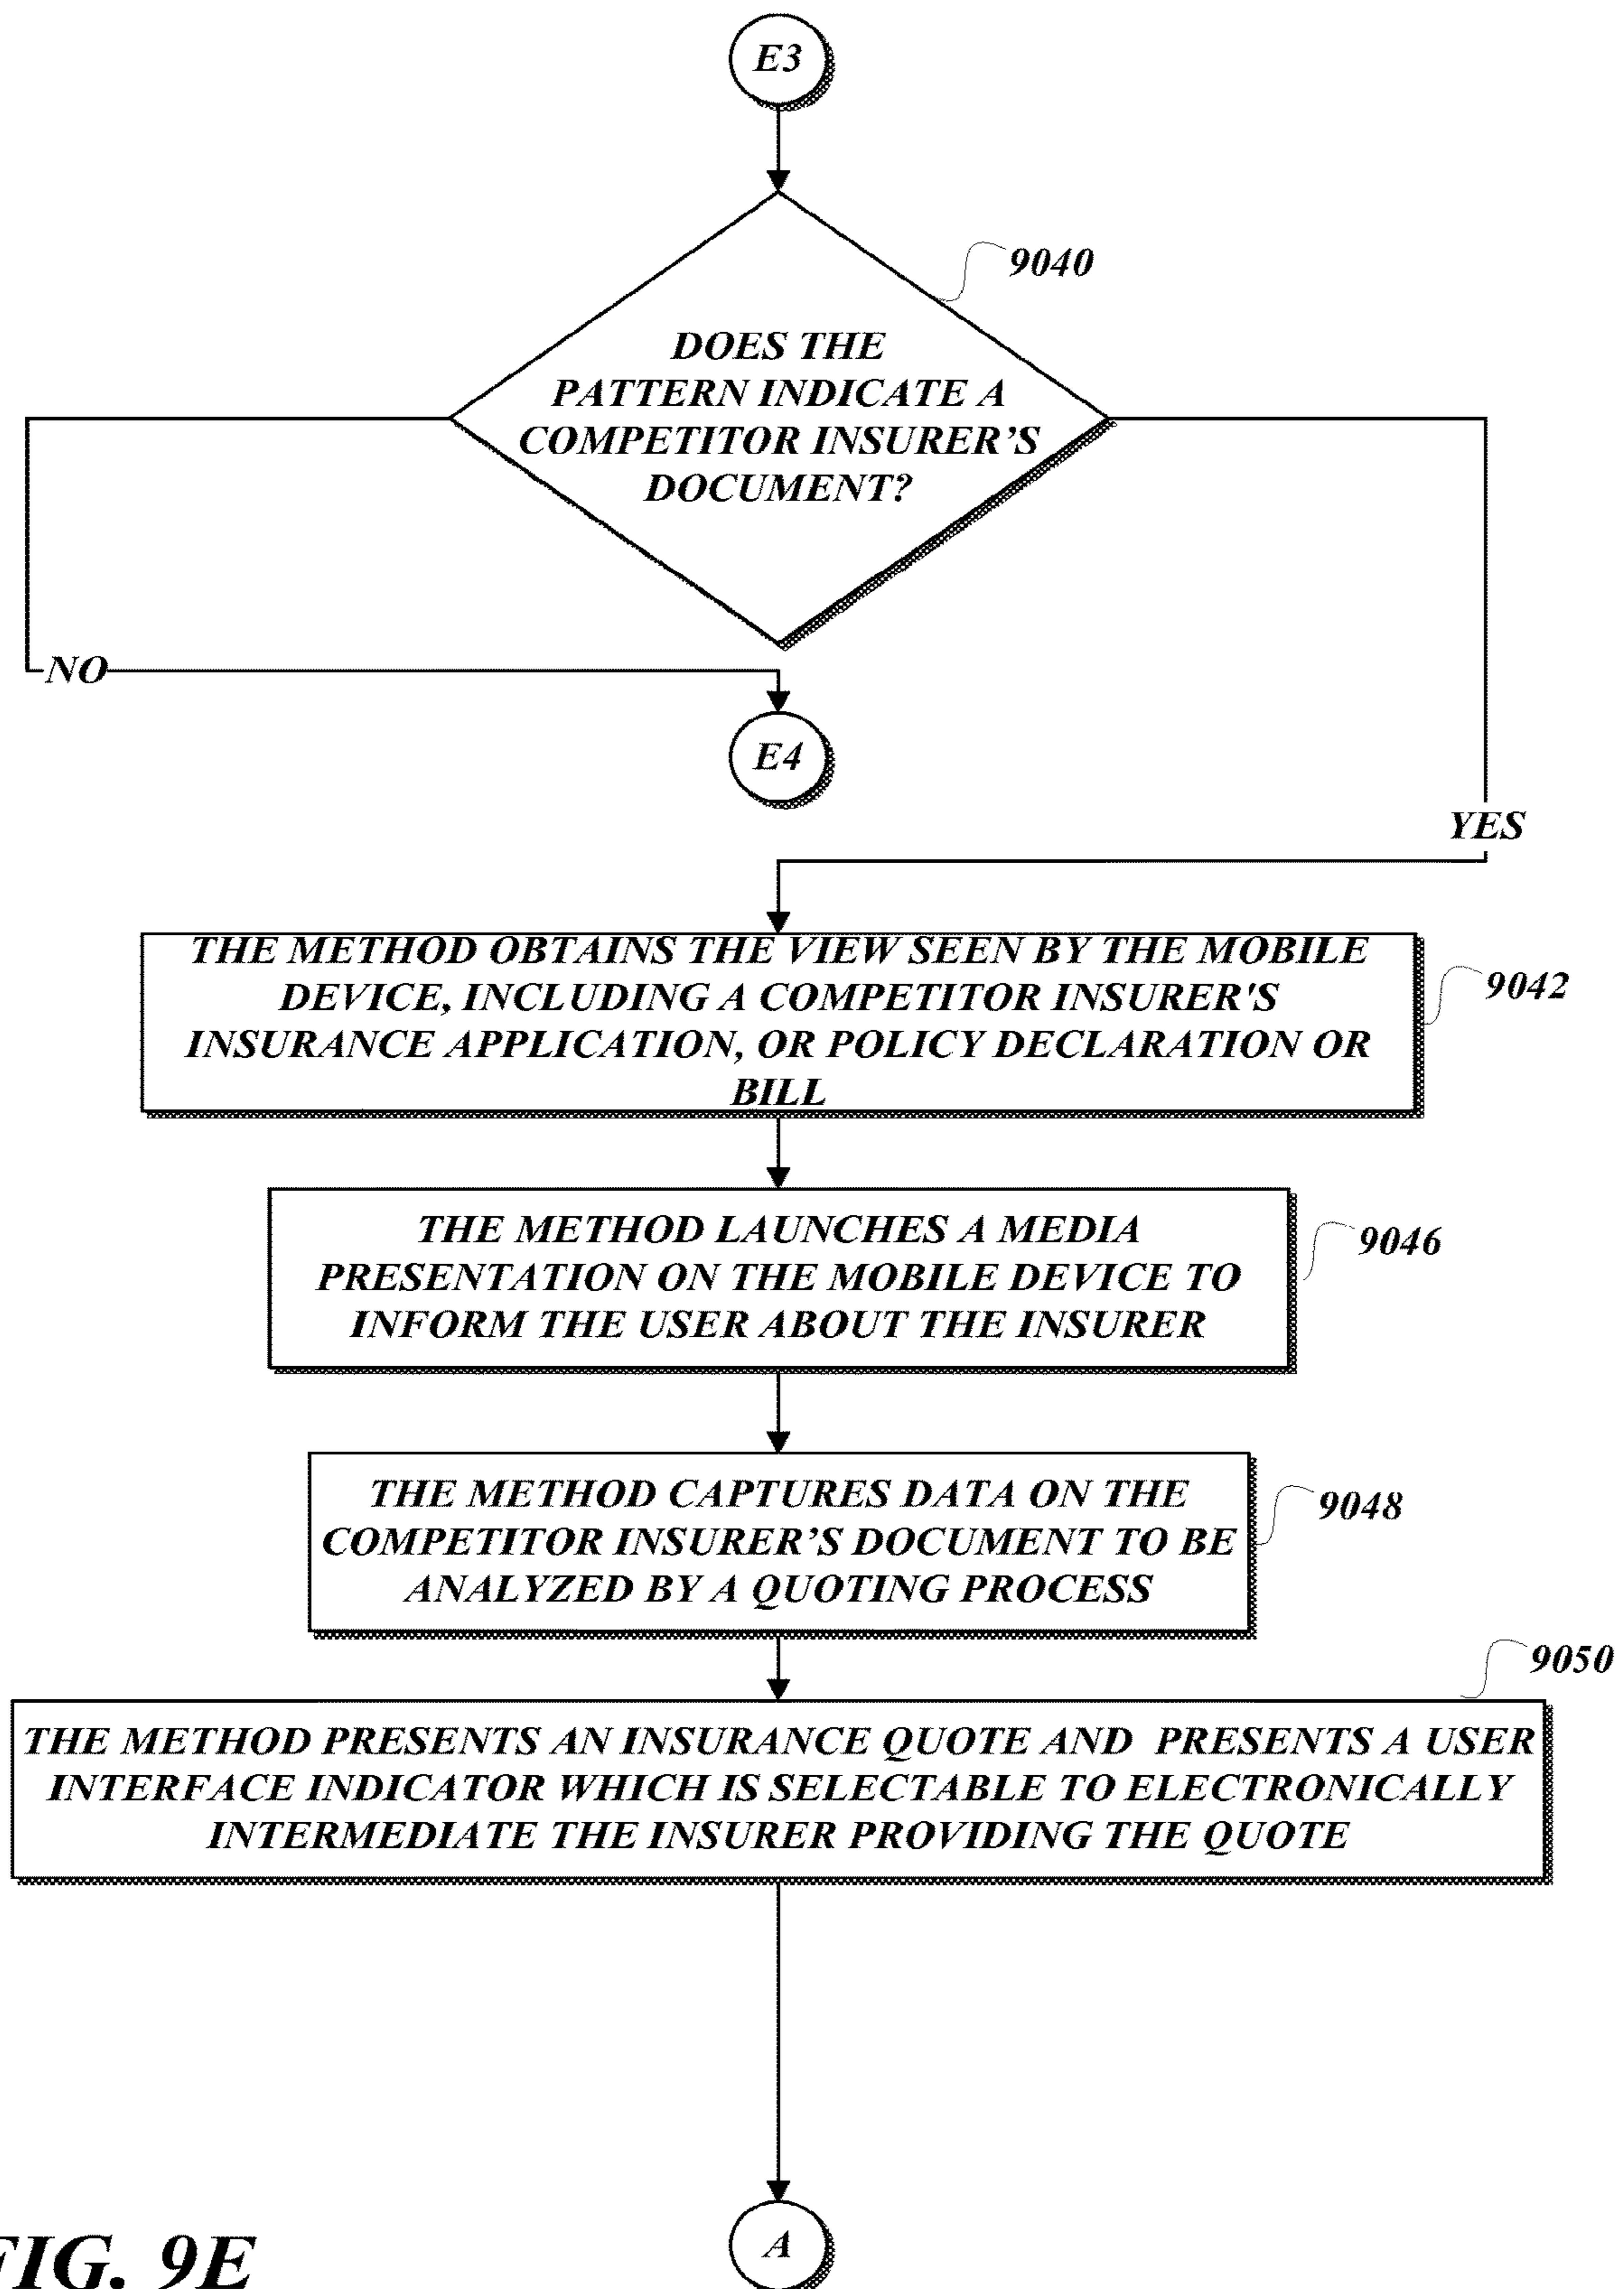 E3
9040
DOES THE
PATTERN INDICATE A
COMPETITOR INSURER’S
DOCUMENT?
NO
E4
YES
THE METHOD OBTAINS THE VIEW SEEN BY THE MOBILE
DEVICE, INCLUDING A COMPETITOR INSURER'S
INSURANCE APPLICATION, OR POLICY DECLARATION OR
BILL
9042
THE METHOD LAUNCHES A MEDIA
PRESENTATION ON THE MOBILE DEVICE TO
INFORM THE USER ABOUT THE INSURER
9046
THE METHOD CAPTURES DATA ON THE
COMPETITOR INSURER’S DOCUMENT TO BE
ANALYZED BY A QUOTING PROCESS
9048
9050
THE METHOD PRESENTS AN INSURANCE QUOTE AND PRESENTS A USER
INTERFACE INDICATOR WHICH IS SELECTABLE TO ELECTRONICALLY
INTERMEDIATE THE INSURER PROVIDING THE QUOTE
A
FIG. 9E